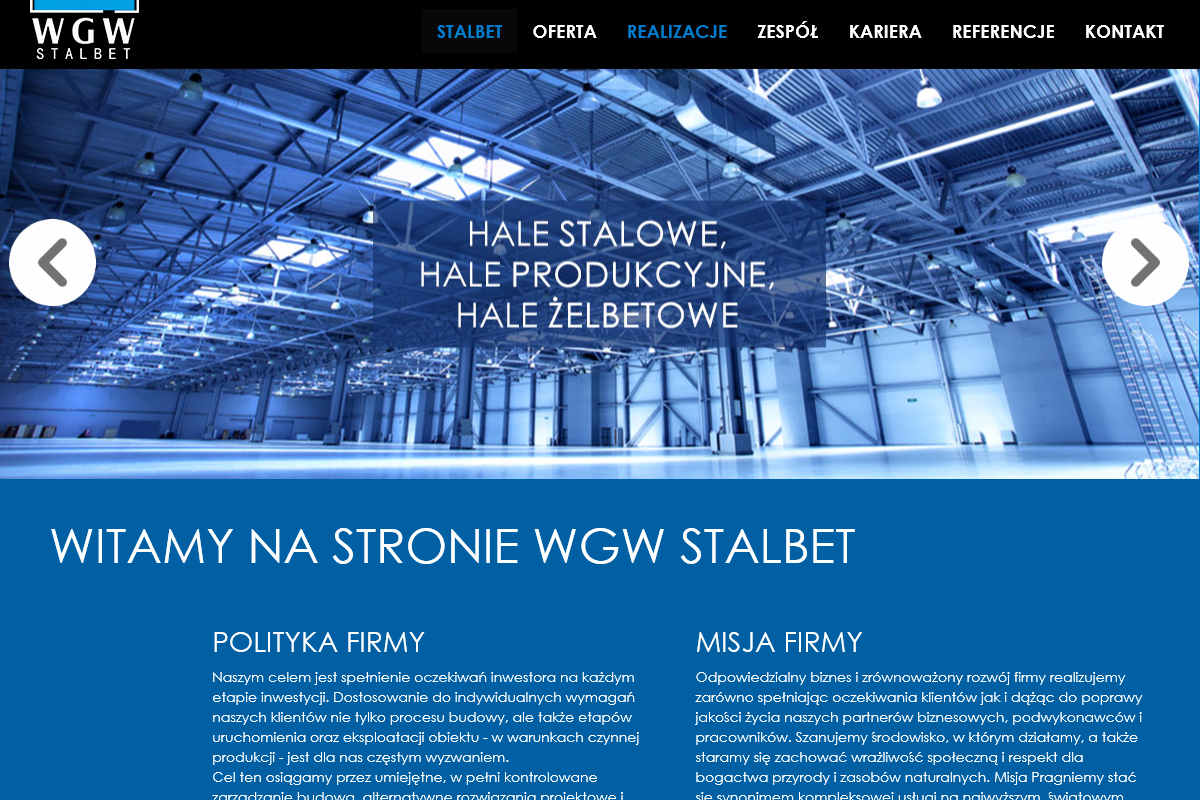 WGW
STALBET
STALBET OFERTA REALIZACJE ZESPÓŁ KARIERA REFERENCJE KONTAKT
HALE STALOWE,
HALE PRODUKCYJNE,
HALE ŻELBETOWE
WITAMY NA STRONIE WGW STALBET
POLITYKA FIRMY
Naszym celem jest spełnienie oczekiwań inwestora na każdym
etapie inwestycji. Dostosowanie do indywidualnych wymagań
naszych klientów nie tylko procesu budowy, ale także etapów
uruchomienia oraz eksploatacji obiektu - w warunkach czynnej
produkcji - jest dla nas częstym wyzwaniem.
Cel ten osiągamy przez umiejętne, w pełni kontrolowane
zarządzanie budową, alternatywne rozwiązania projektowe i
MISJA FIRMY
Odpowiedzialny biznes i zrównoważony rozwój firmy realizujemy
zarówno spełniając oczekiwania klientów jak i dążąc do poprawy
jakości życia naszych partnerów biznesowych, podwykonawców i
pracowników. Szanujemy środowisko, w którym działamy, a także
staramy się zachować wrażliwość społeczną i respekt dla
bogactwa przyrody i zasobów naturalnych. Misja Pragniemy stać
się synonimem kompleksowej usługi na najwyższym, światowym